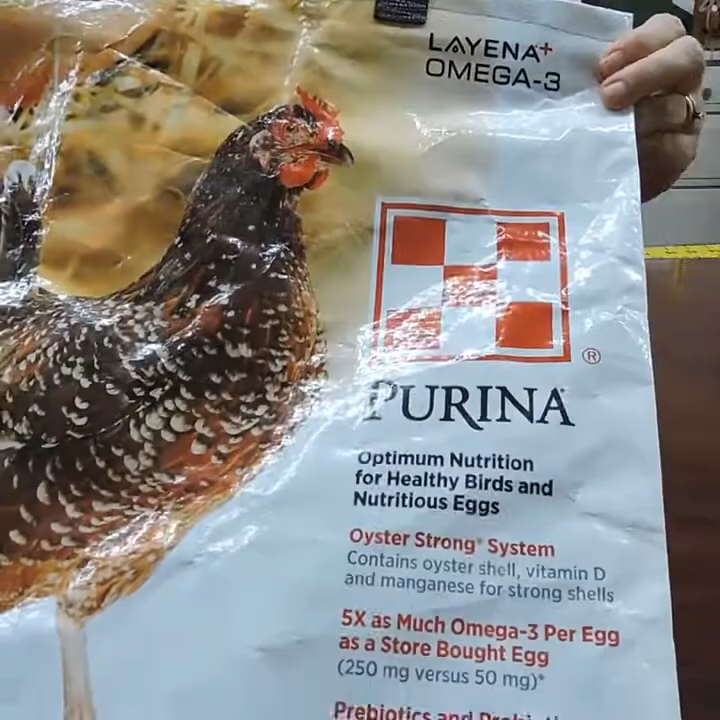 LAYENA+
OMEGA-3
®
PURINA
Optimum Nutrition
for Healthy Birds and
Nutritious Eggs
Oyster Strong® System
Contains oyster shell, vitamin D
and manganese for strong shells
5X as Much Omega-3 Per Egg
as a Store Bought Egg
(250 mg versus 50 mg)*
Prebiotics and